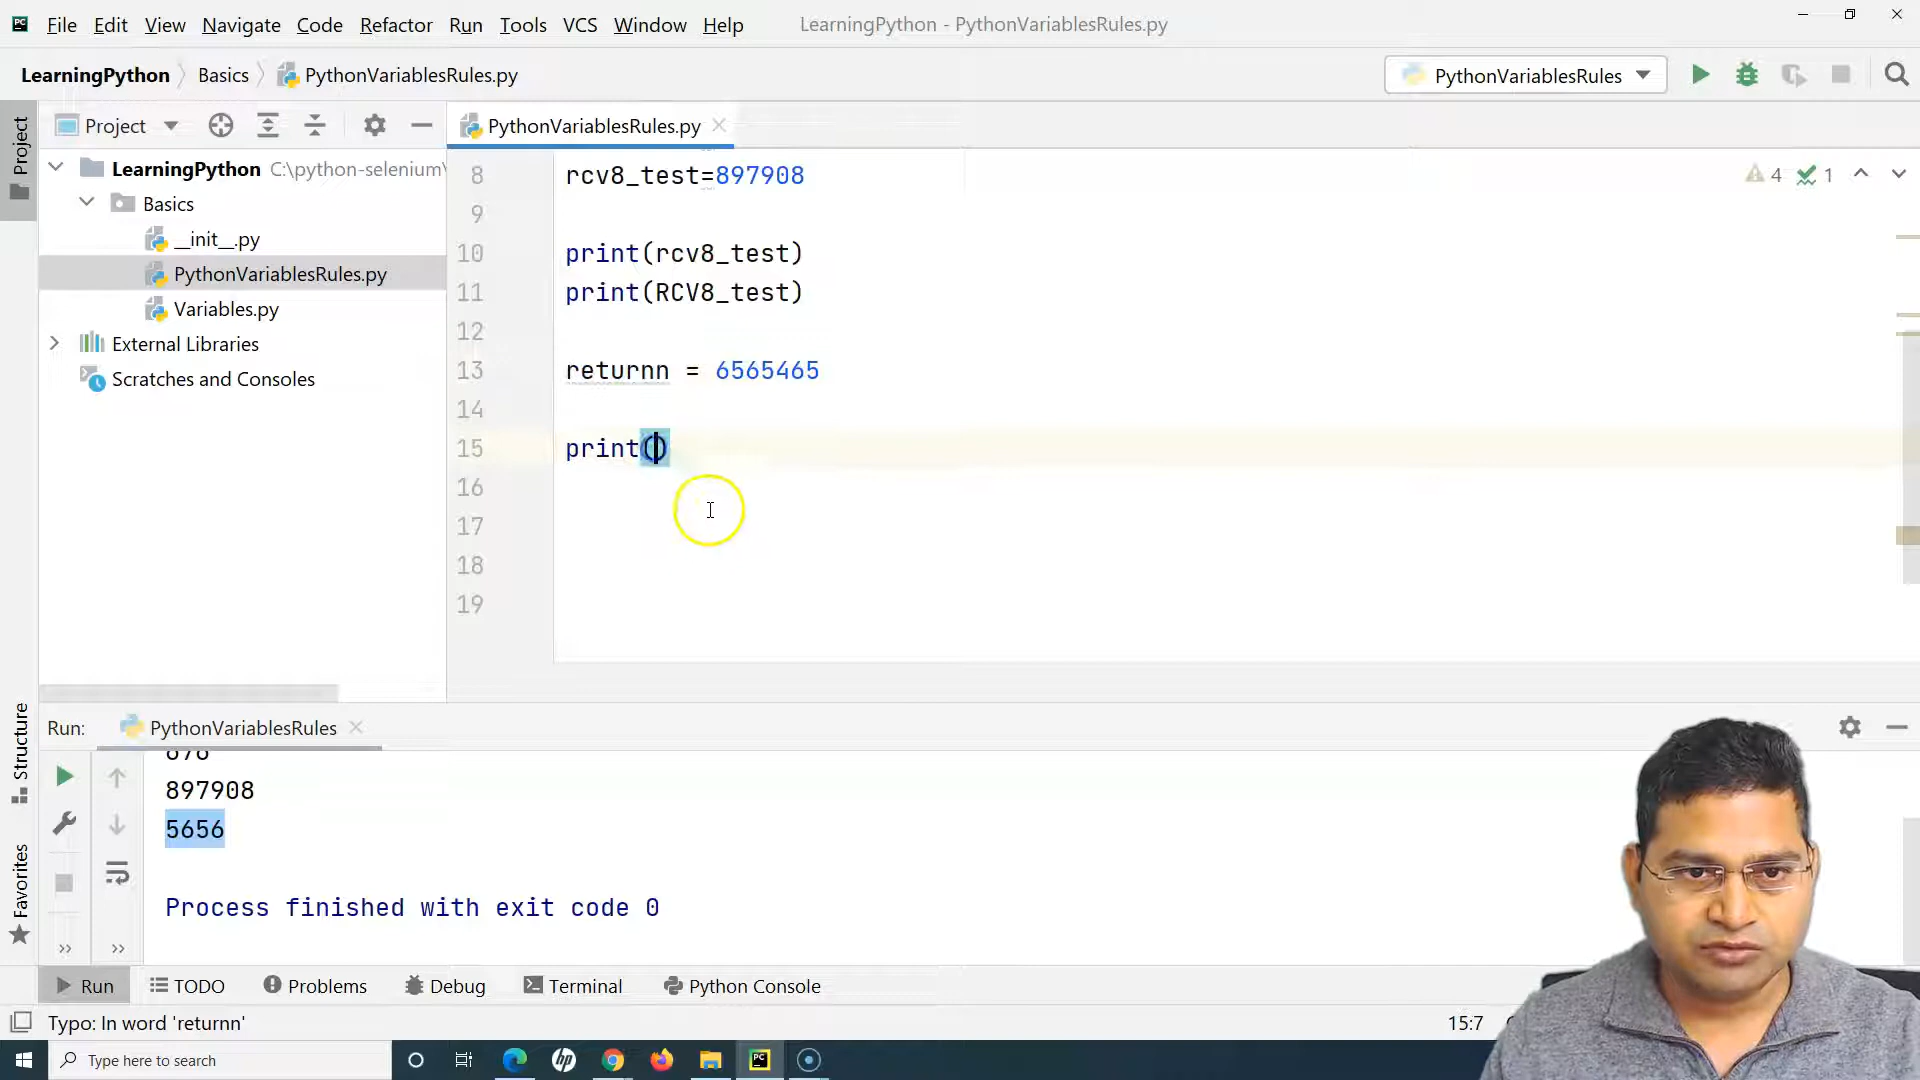 File Edit View Navigate Code Refactor Run Tools VCS Window Help LearningPython - PythonVariablesRules.py
LearningPython Basics PythonVariablesRules.py PythonVariablesRules
Project PythonVariablesRules.py
Project
LearningPython C:\python-selenium\
Basics
__init__.py
PythonVariablesRules.py
Variables.py
External Libraries
Scratches and Consoles
8 rcv8_test=897908
4 1
9
10 print(rcv8_test)
11 print(RCV8_test)
12
13 returnn = 6565465
14
15 print()
16
17
18
19
Structure
Favorites
Run: PythonVariablesRules
676
897908
5656
Process finished with exit code 0
Run TODO Problems Debug Terminal Python Console
Typo: In word 'returnn' 15:7
Type here to search